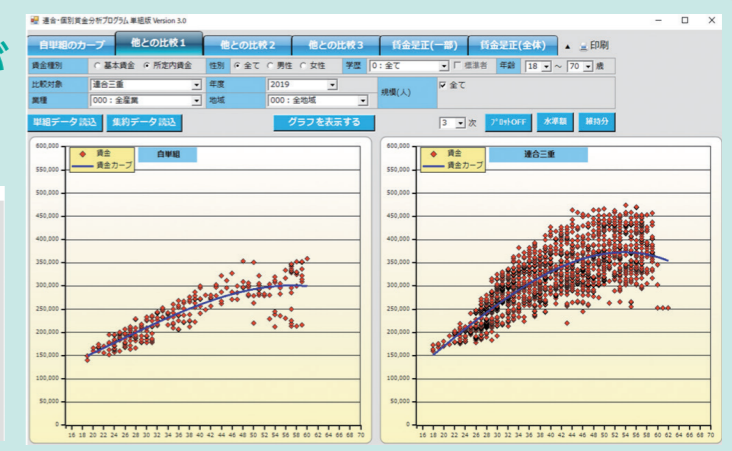 が
連合・個別賃金分析プログラム 単組版 Version 3.0
自単組のカーブ 他との比較1 他との比較2 他との比較3 賃金是正(一部) 賃金是正(全体) ▲ 印刷
賃金種別 基本賃金 所定内賃金 性別 全て 男性 女性 学歴 0:全て 標準者 年齢 18 ～ 70 歳
比較対象 連合三重 年度 2019 規模(人) 全て
業種 000:全産業 地域 000:全地域
単組データ読込 集約データ読込 グラフを表示する 3 次 プロットOFF 水準額 維持分
600,000 賃金 自単組
賃金カーブ
550,000
500,000
450,000
400,000
350,000
300,000
250,000
200,000
150,000
100,000
50,000
0
16 18 20 22 24 26 28 30 32 34 36 38 40 42 44 46 48 50 52 54 56 58 60 62 64 66 68 70
600,000 賃金 連合三重
賃金カーブ
550,000
500,000
450,000
400,000
350,000
300,000
250,000
200,000
150,000
100,000
50,000
0
16 18 20 22 24 26 28 30 32 34 36 38 40 42 44 46 48 50 52 54 56 58 60 62 64 66 68 70